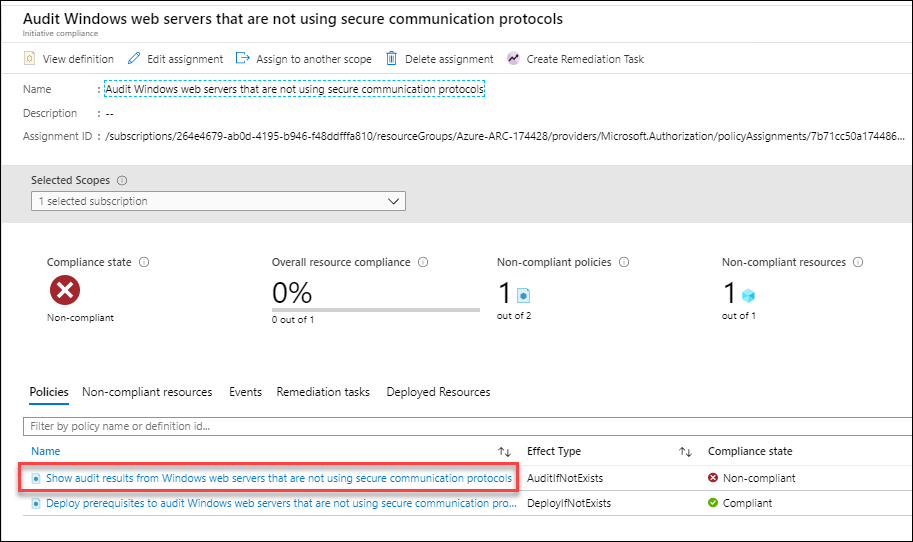 Audit Windows web servers that are not using secure communication protocols
Initiative compliance
View definition Edit assignment Assign to another scope Delete assignment Create Remediation Task
Name : Audit Windows web servers that are not using secure communication protocols
Description : --
Assignment ID : /subscriptions/264e4679-ab0d-4195-b946-f48ddfffa810/resourceGroups/Azure-ARC-174428/providers/Microsoft.Authorization/policyAssignments/7b71cc50a174486...
Selected Scopes
1 selected subscription
Compliance state Overall resource compliance Non-compliant policies Non-compliant resources
0% 1 1
Non-compliant 0 out of 1 out of 2 out of 1
Policies Non-compliant resources Events Remediation tasks Deployed Resources
Filter by policy name or definition id...
Name Effect Type Compliance state
Show audit results from Windows web servers that are not using secure communication protocols AuditIfNotExists Non-compliant
Deploy prerequisites to audit Windows web servers that are not using secure communication pro... DeployIfNotExists Compliant